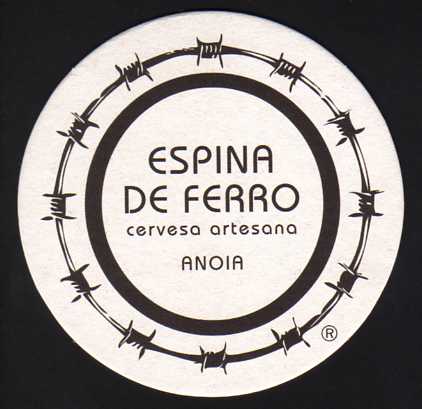 ESPINA
DE FERRO
cervesa artesana
ANOIA
®